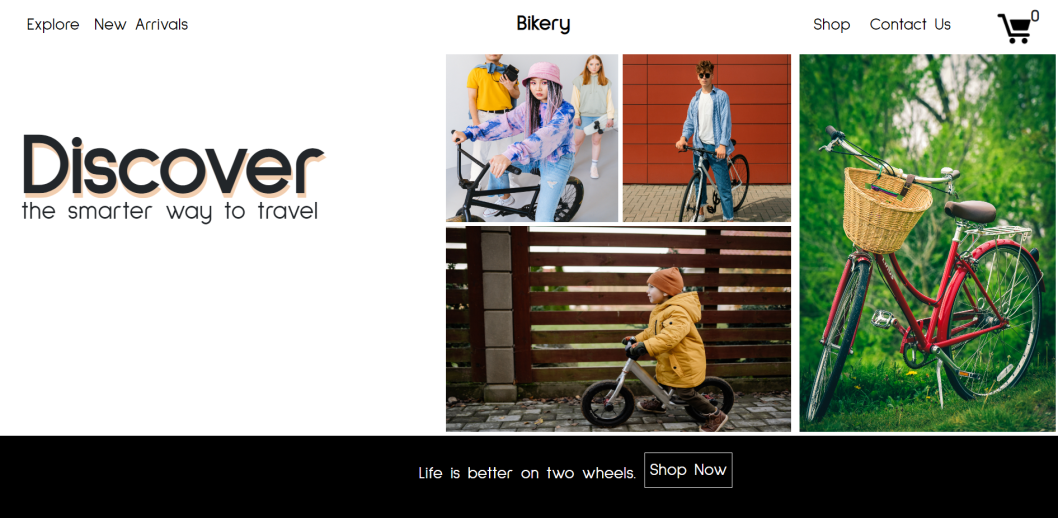 Explore New Arrivals
Bikery
Shop Contact Us
0
Discover
the smarter way to travel
Life is better on two wheels.
Shop Now